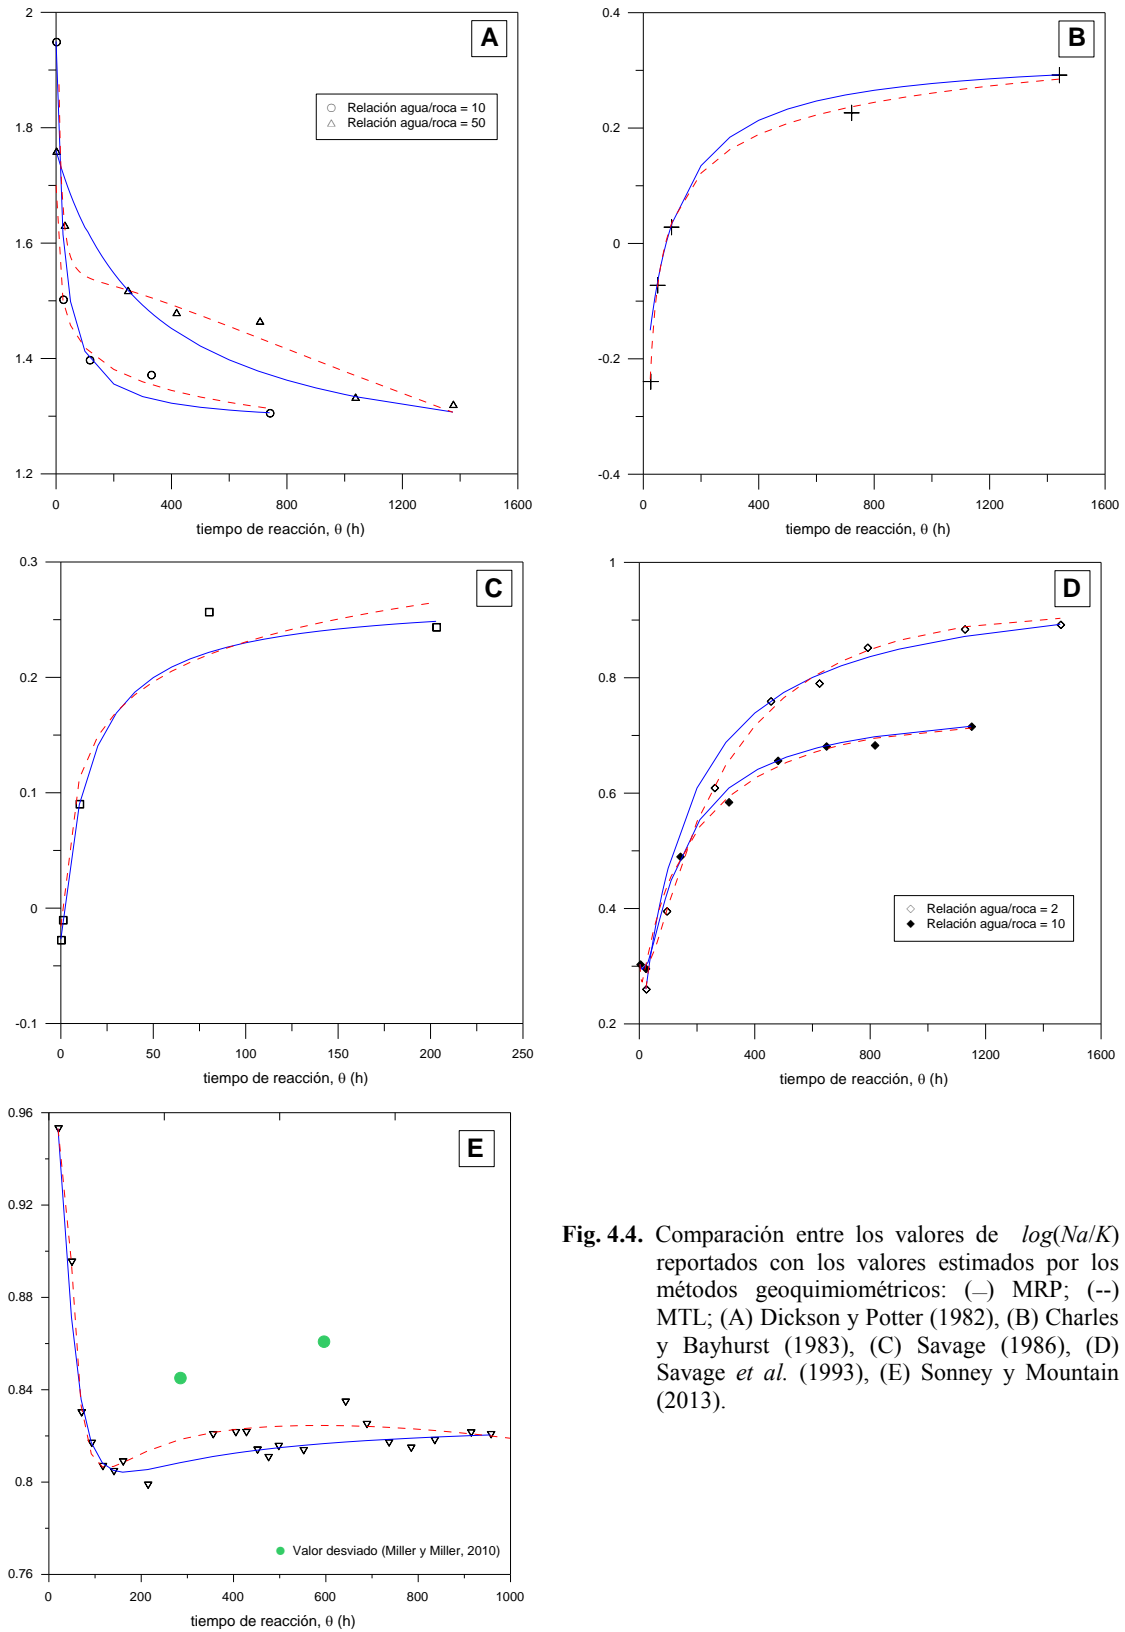 2
1.8
1.6
1.4
1.2
0 400 800 1200 1600
tiempo de reacción, θ (h)
A
Relación agua/roca = 10
Relación agua/roca = 50
0.4
0.2
0
-0.2
-0.4
0 400 800 1200 1600
tiempo de reacción, θ (h)
B
0.3
0.2
0.1
0
-0.1
0 50 100 150 200 250
tiempo de reacción, θ (h)
C
1
0.8
0.6
0.4
0.2
0 400 800 1200 1600
tiempo de reacción, θ (h)
D
Relación agua/roca = 2
Relación agua/roca = 10
0.96
0.92
0.88
0.84
0.8
0.76
0 200 400 600 800 1000
tiempo de reacción, θ (h)
E
Valor desviado (Miller y Miller, 2010)
Fig. 4.4. Comparación entre los valores de log(Na/K)
reportados con los valores estimados por los
métodos geoquimiométricos: (–) MRP; (--)
MTL; (A) Dickson y Potter (1982), (B) Charles
y Bayhurst (1983), (C) Savage (1986), (D)
Savage et al. (1993), (E) Sonney y Mountain
(2013).